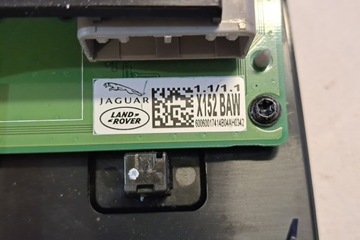 1.1/1.1
JAGUAR
X152 BAW
LAND
ROVER